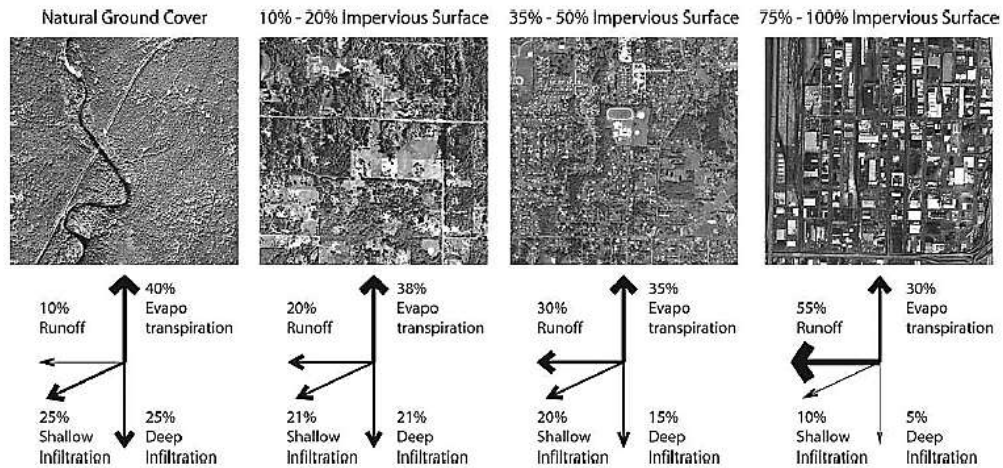 Natural Ground Cover
10% - 20% Impervious Surface
35% - 50% Impervious Surface
75% - 100% Impervious Surface
40%
Evapo
transpiration
10%
Runoff
25%
Shallow
Infiltration
25%
Deep
Infiltration
38%
Evapo
transpiration
20%
Runoff
21%
Shallow
Infiltration
21%
Deep
Infiltration
35%
Evapo
transpiration
30%
Runoff
20%
Shallow
Infiltration
15%
Deep
Infiltration
30%
Evapo
transpiration
55%
Runoff
10%
Shallow
Infiltration
5%
Deep
Infiltration